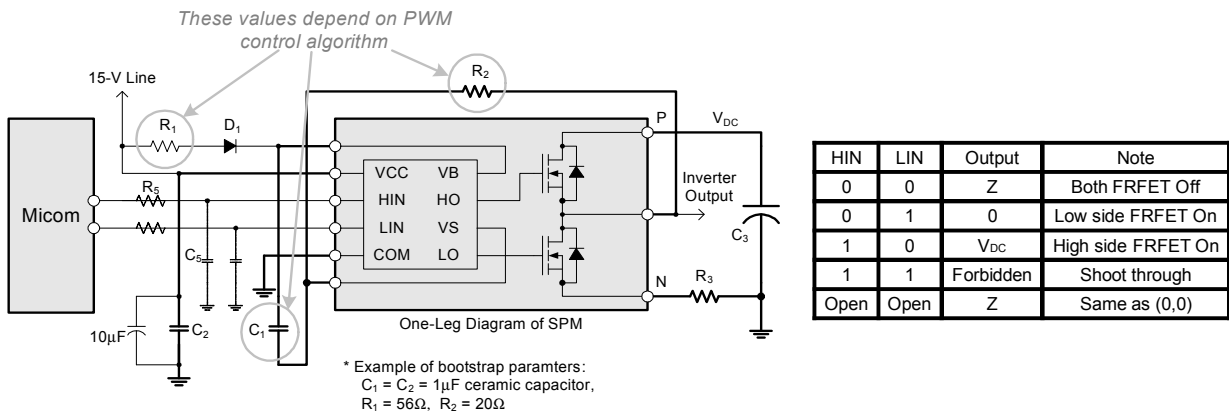 These values depend on PWM
control algorithm
15-V Line
R1
D1
R2
P
VDC
VCC
VB
Micom
R5
HIN
HO
Inverter
Output
LIN
VS
C5
COM
LO
C3
N
R3
10μF
C2
C1
One-Leg Diagram of SPM
* Example of bootstrap paramters:
C1 = C2 = 1μF ceramic capacitor,
R1 = 56Ω, R2 = 20Ω
HIN LIN Output Note
0 0 Z Both FRFET Off
0 1 0 Low side FRFET On
1 0 VDC High side FRFET On
1 1 Forbidden Shoot through
Open Open Z Same as (0,0)